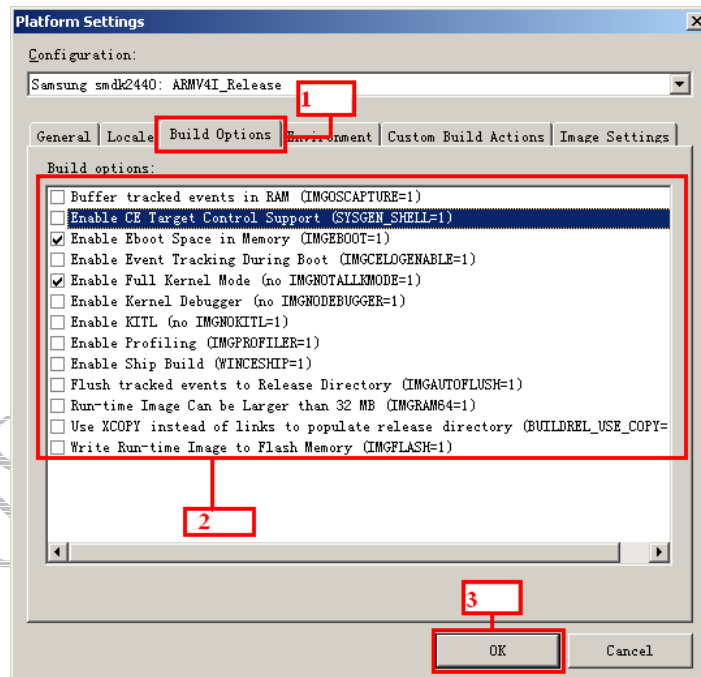 Platform Settings
Configuration:
Samsung smdk2440: ARMV4I_Release
1
General Locale Build Options Environment Custom Build Actions Image Settings
Build options:
Buffer tracked events in RAM (IMGOSCAPTURE=1)
Enable CE Target Control Support (SYSGEN_SHELL=1)
Enable Eboot Space in Memory (IMGEBOOT=1)
Enable Event Tracking During Boot (IMGCELOGENABLE=1)
Enable Full Kernel Mode (no IMGNOTALLKMODE=1)
Enable Kernel Debugger (no IMGNODEBUGGER=1)
Enable KITL (no IMGNOKITL=1)
Enable Profiling (IMGPROFILER=1)
Enable Ship Build (WINCESHIP=1)
Flush tracked events to Release Directory (IMGAUTOFLUSH=1)
Run-time Image Can be Larger than 32 MB (IMGRAM64=1)
Use XCOPY instead of links to populate release directory (BUILDREL_USE_COPY=
Write Run-time Image to Flash Memory (IMGFLASH=1)
2
3
OK Cancel